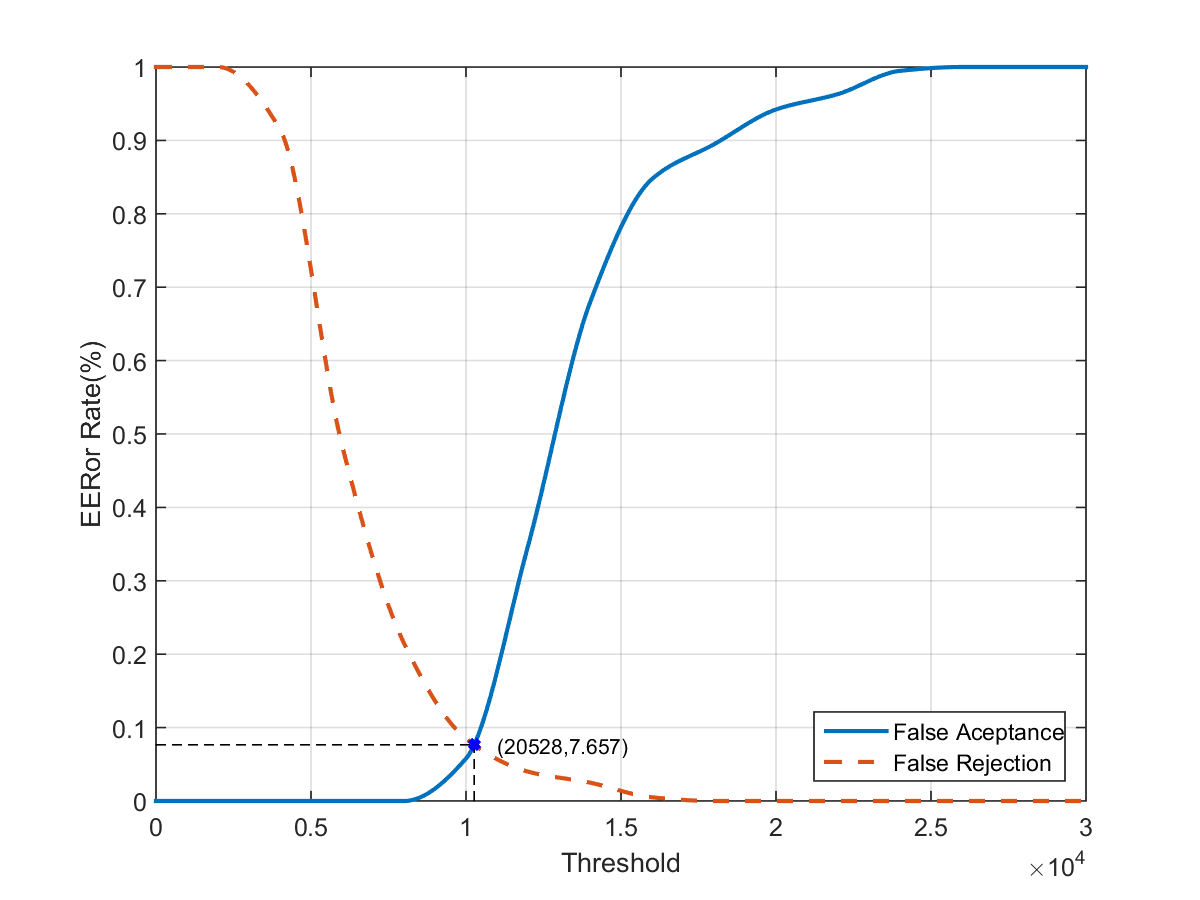 1
0.9
0.8
0.7
0.6
0.5
0.4
0.3
0.2
0.1
0
EERor Rate(%)
(20528,7.657)
False Aceptance
False Rejection
0 0.5 1 1.5 2 2.5 3
Threshold
×10^4